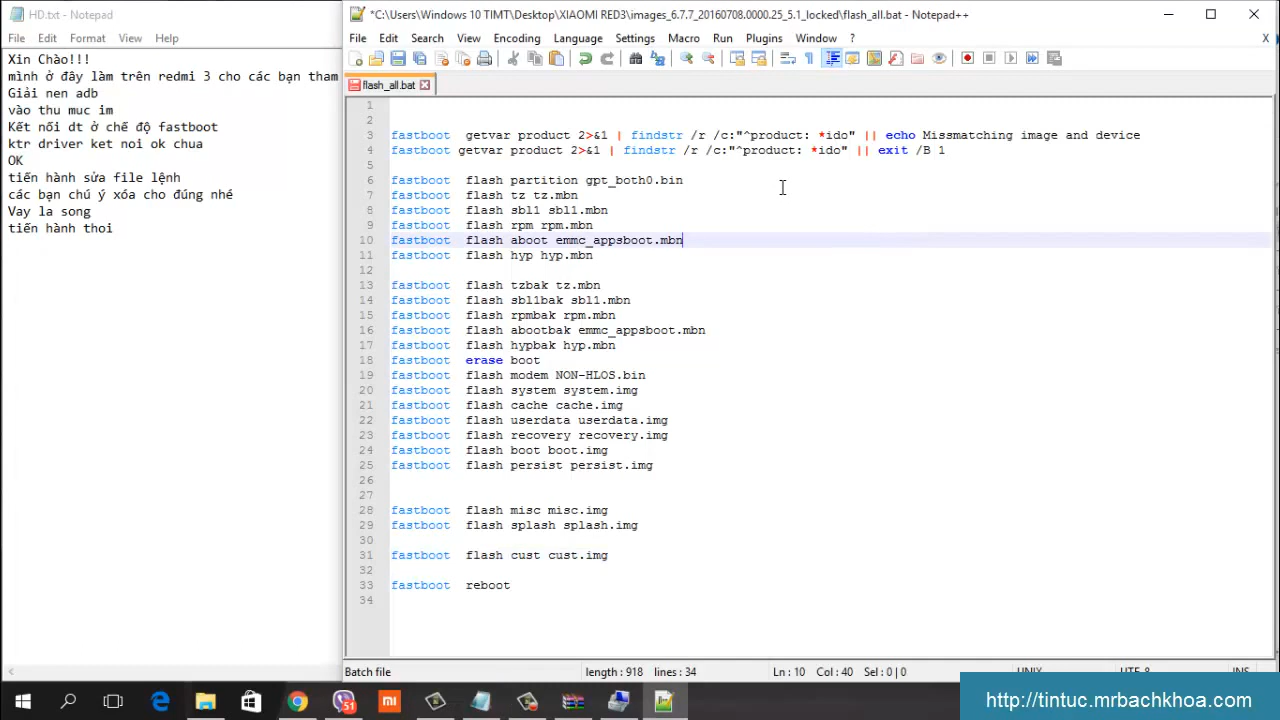 HD.txt - Notepad
File Edit Format View Help
Xin Chào!!!
mình ở đây làm trên redmi 3 cho các bạn tham
Giải nen adb
vào thu muc im
Kết nối dt ở chế độ fastboot
ktr driver ket noi ok chua
OK
tiến hành sửa file lệnh
các bạn chú ý xóa cho đúng nhé
Vay la song
tiến hành thoi
*C:\Users\Windows 10 TIMT\Desktop\XIAOMI RED3\images_6.7.7_20160708.0000.25_5.1_locked\flash_all.bat - Notepad++
File Edit Search View Encoding Language Settings Macro Run Plugins Window ? X
flash_all.bat
1
2
3 fastboot getvar product 2>&1 | findstr /r /c:"^product: *ido" || echo Missmatching image and device
4 fastboot getvar product 2>&1 | findstr /r /c:"^product: *ido" || exit /B 1
5
6 fastboot flash partition gpt_both0.bin
7 fastboot flash tz tz.mbn
8 fastboot flash sbl1 sbl1.mbn
9 fastboot flash rpm rpm.mbn
10 fastboot flash aboot emmc_appsboot.mbn
11 fastboot flash hyp hyp.mbn
12
13 fastboot flash tzbak tz.mbn
14 fastboot flash sbl1bak sbl1.mbn
15 fastboot flash rpmbak rpm.mbn
16 fastboot flash abootbak emmc_appsboot.mbn
17 fastboot flash hypbak hyp.mbn
18 fastboot erase boot
19 fastboot flash modem NON-HLOS.bin
20 fastboot flash system system.img
21 fastboot flash cache cache.img
22 fastboot flash userdata userdata.img
23 fastboot flash recovery recovery.img
24 fastboot flash boot boot.img
25 fastboot flash persist persist.img
26
27
28 fastboot flash misc misc.img
29 fastboot flash splash splash.img
30
31 fastboot flash cust cust.img
32
33 fastboot reboot
34
Batch file length : 918 lines : 34 Ln : 10 Col : 40 Sel : 0 | 0 UNIX UTF-8 INS
51
http://tintuc.mrbachkhoa.com